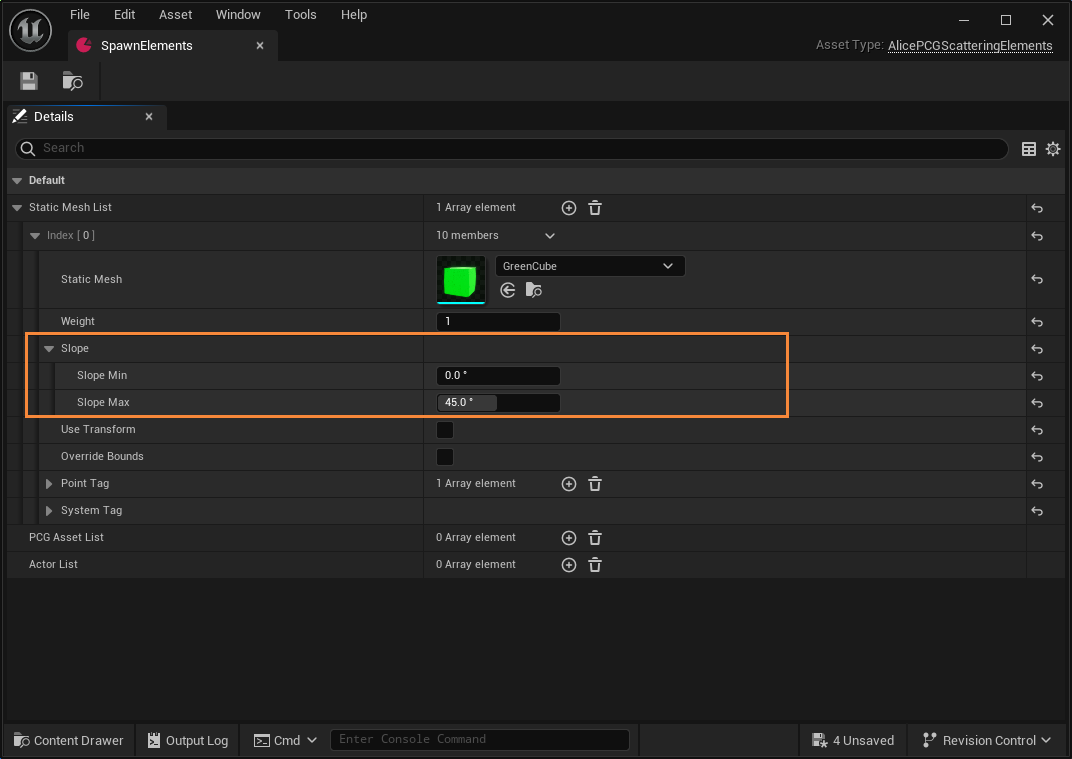 File Edit Asset Window Tools Help
SpawnElements
Asset Type: AlicePCGScatteringElements
Details
Search
Default
Static Mesh List 1 Array element
Index [ 0 ] 10 members
Static Mesh GreenCube
Weight 1
Slope
Slope Min 0.0 °
Slope Max 45.0 °
Use Transform
Override Bounds
Point Tag 1 Array element
System Tag
PCG Asset List 0 Array element
Actor List 0 Array element
Content Drawer Output Log Cmd Enter Console Command 4 Unsaved Revision Control